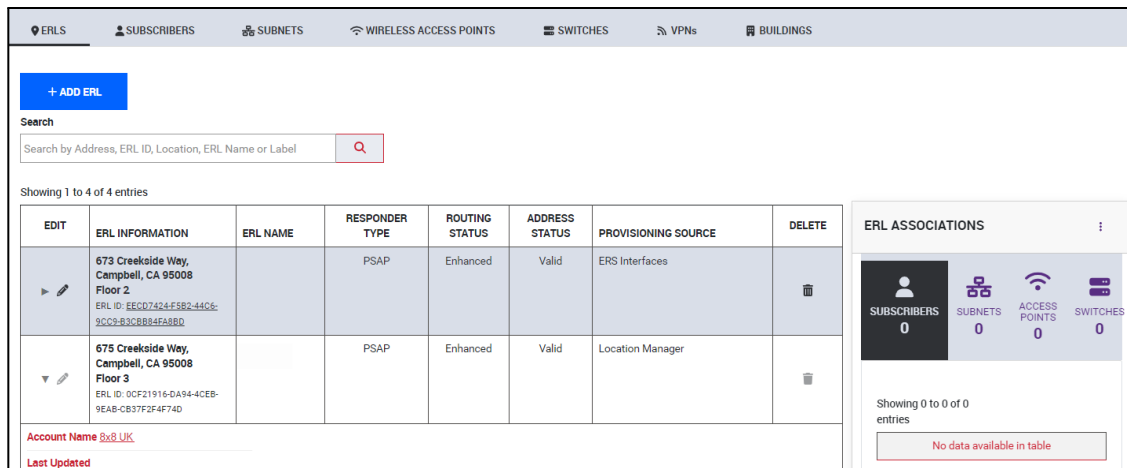 ERLS SUBSCRIBERS SUBNETS WIRELESS ACCESS POINTS SWITCHES VPNs BUILDINGS
+ ADD ERL
Search
Search by Address, ERL ID, Location, ERL Name or Label
Showing 1 to 4 of 4 entries
EDIT ERL INFORMATION ERL NAME RESPONDER TYPE ROUTING STATUS ADDRESS STATUS PROVISIONING SOURCE DELETE
673 Creekside Way,
Campbell, CA 95008
Floor 2
ERL ID: EECD7424-F5B2-44C6-
9CC9-B3CBB84FA8BD
PSAP Enhanced Valid ERS Interfaces
675 Creekside Way,
Campbell, CA 95008
Floor 3
ERL ID: 0CF21916-DA94-4CEB-
9EAB-CB37F2F4F74D
PSAP Enhanced Valid Location Manager
Account Name 8x8 UK
Last Updated
ERL ASSOCIATIONS
SUBSCRIBERS
0
SUBNETS
0
ACCESS
POINTS
0
SWITCHES
0
Showing 0 to 0 of 0
entries
No data available in table